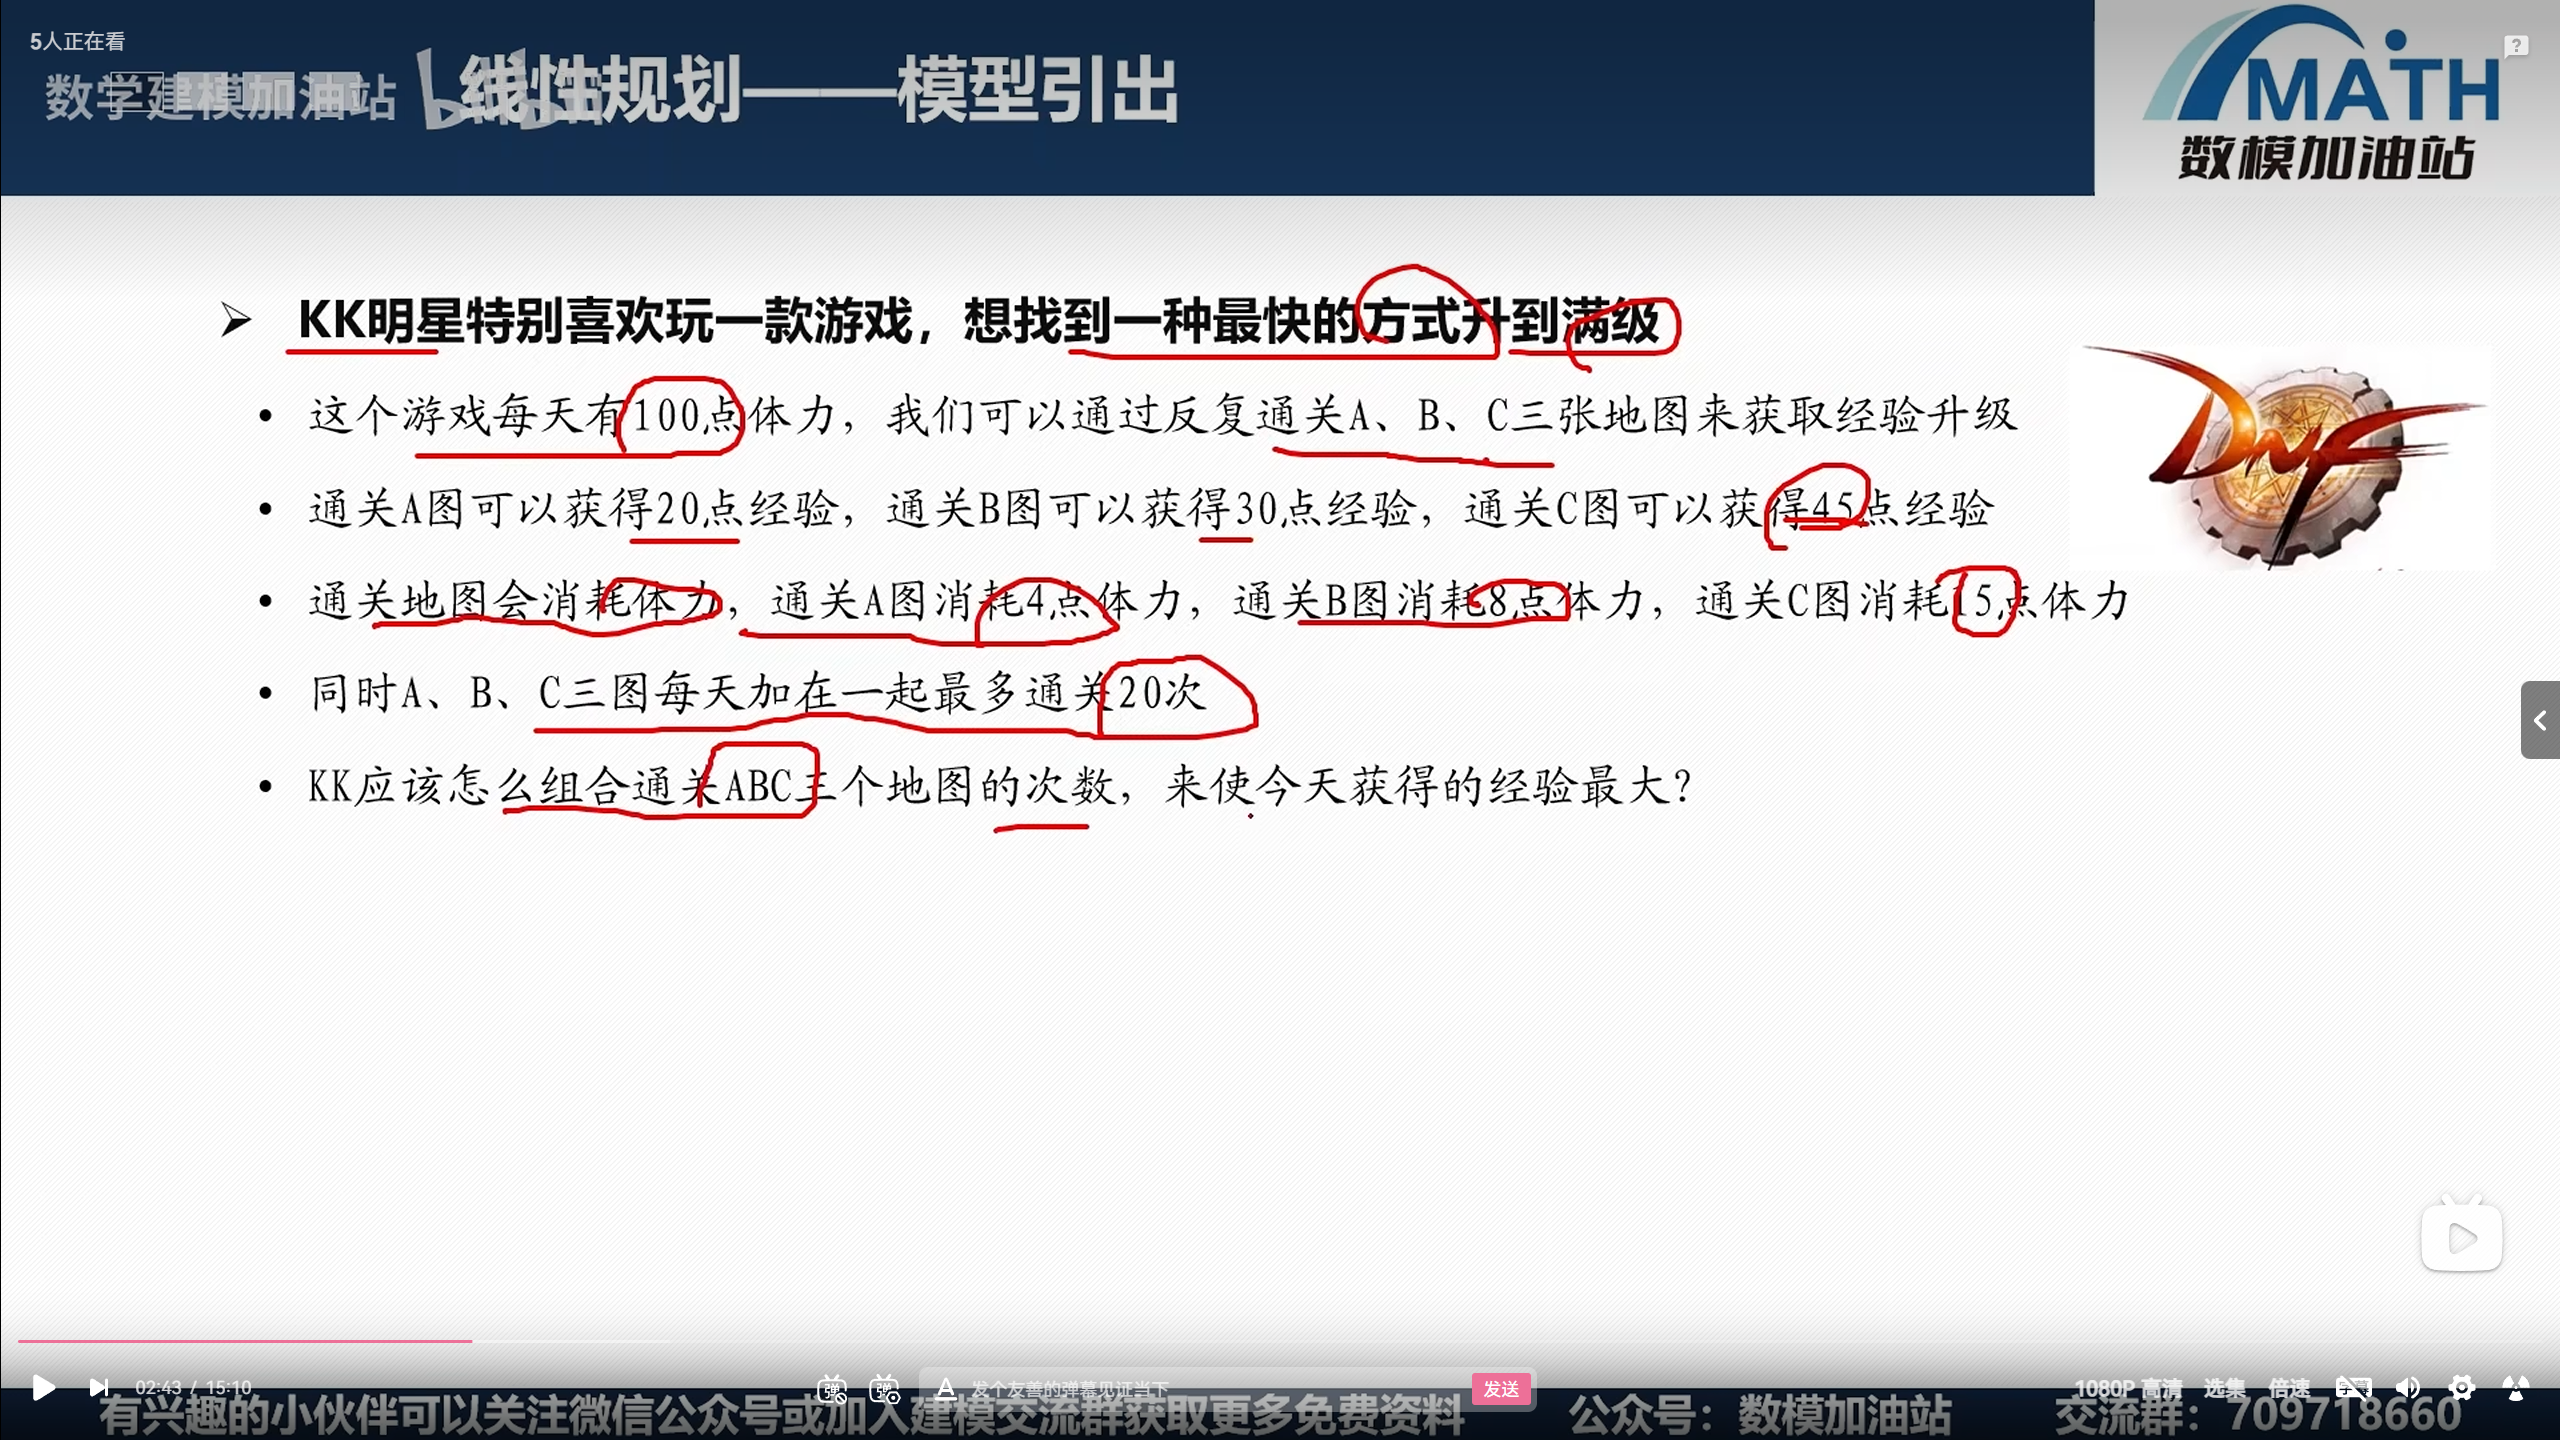 5人正在看
数学建模加油站
线性规划——模型引出
MATH
数模加油站
KK明星特别喜欢玩一款游戏，想找到一种最快的方式升到满级
这个游戏每天有100点体力，我们可以通过反复通关A、B、C三张地图来获取经验升级
通关A图可以获得20点经验，通关B图可以获得30点经验，通关C图可以获得45点经验
通关地图会消耗体力，通关A图消耗4点体力，通关B图消耗8点体力，通关C图消耗15点体力
同时A、B、C三图每天加在一起最多通关20次
KK应该怎么组合通关ABC三个地图的次数，来使今天获得的经验最大？
DNF
02:43 / 15:10
弹
弹
A
发个友善的弹幕见证当下
发送
1080P 高清
选集
倍速
字幕
有兴趣的小伙伴可以关注微信公众号或加入建模交流群获取更多免费资料
公众号：数模加油站
交流群：709718660